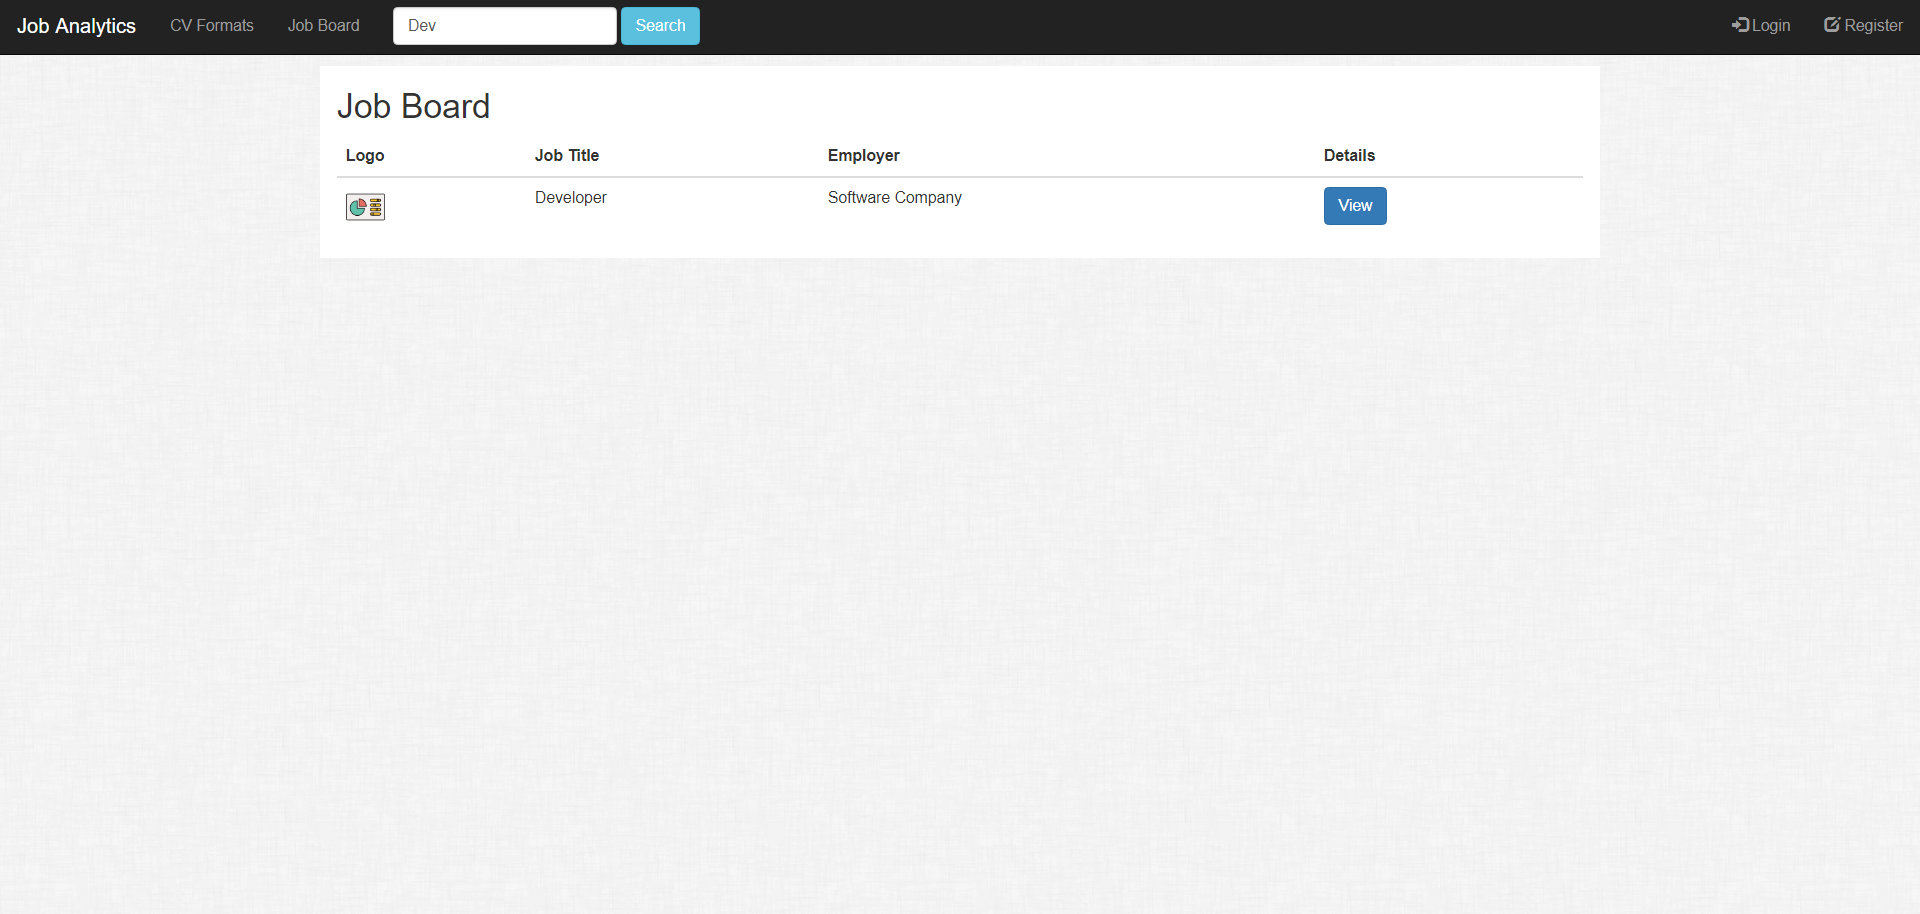 Job Analytics CV Formats Job Board Dev Search Login Register
Job Board
Logo Job Title Employer Details
Developer Software Company View